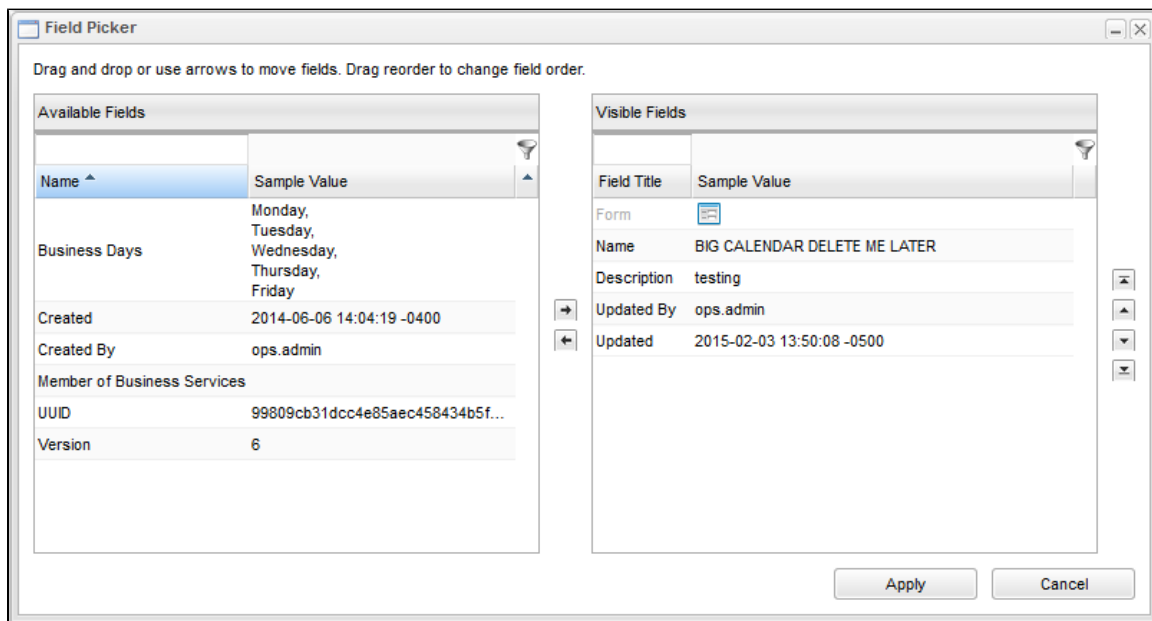 Field Picker
Drag and drop or use arrows to move fields. Drag reorder to change field order.
Available Fields
Name Sample Value
Business Days
Monday,
Tuesday,
Wednesday,
Thursday,
Friday
Created 2014-06-06 14:04:19 -0400
Created By ops.admin
Member of Business Services
UUID 99809cb31dcc4e85aec458434b5f...
Version 6
Visible Fields
Field Title Sample Value
Form
Name BIG CALENDAR DELETE ME LATER
Description testing
Updated By ops.admin
Updated 2015-02-03 13:50:08 -0500
Apply Cancel